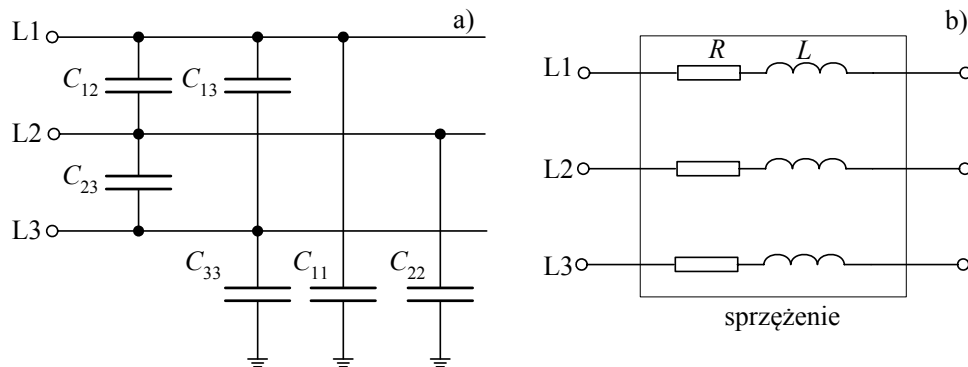 a)
L1
C12
C13
L2
C23
L3
C33
C11
C22
b)
R
L
L1
L2
L3
sprzężenie